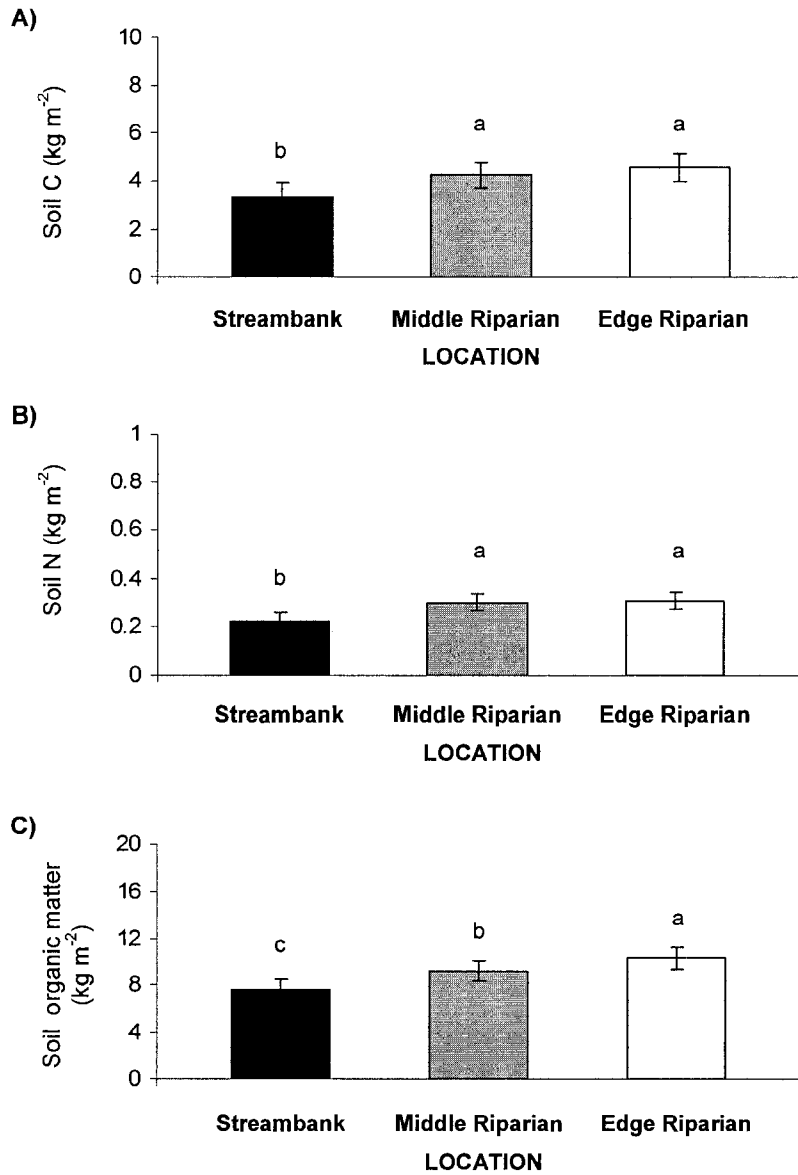 A)
Soil C (kg m-2)
10
8
6
4
2
0
b
a
a
Streambank
Middle Riparian
Edge Riparian
LOCATION
B)
Soil N (kg m-2)
1
0.8
0.6
0.4
0.2
0
b
a
a
Streambank
Middle Riparian
Edge Riparian
LOCATION
C)
Soil organic matter
(kg m-2)
20
16
12
8
4
0
c
b
a
Streambank
Middle Riparian
Edge Riparian
LOCATION